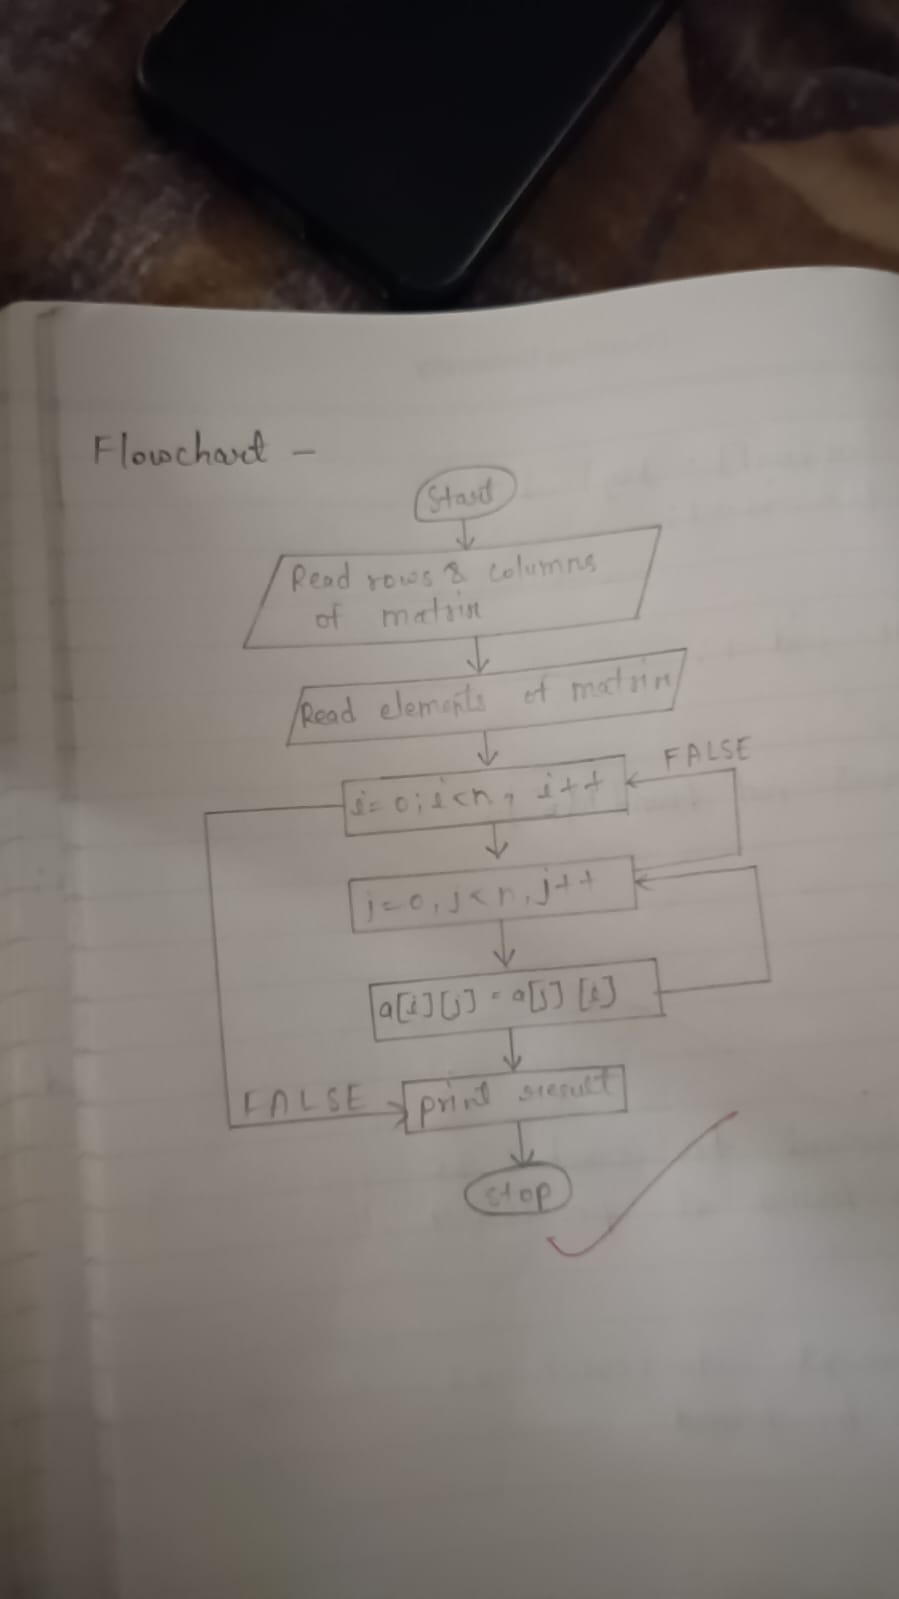 Flowchart -
Start
Read rows & columns
of matrix
Read elements of matrix
FALSE
i=0; i<n, i++
j=0, j<n, j++
a[i][j] = a[j][i]
FALSE
print result
stop